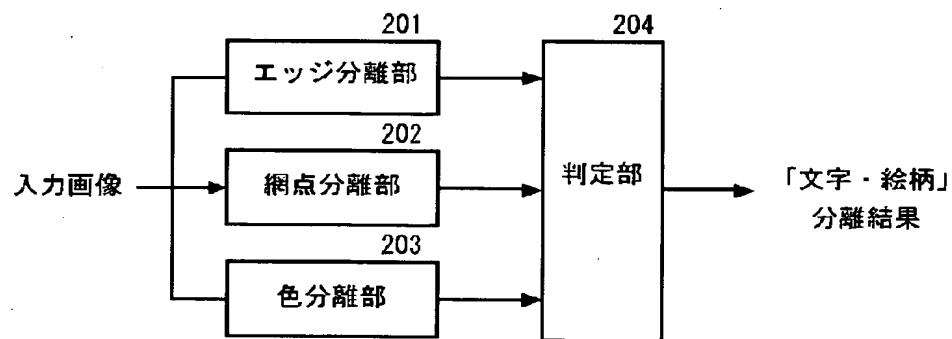 201
エッジ分離部
202
網点分離部
203
色分離部
204
判定部
入力画像
「文字・絵柄」
分離結果